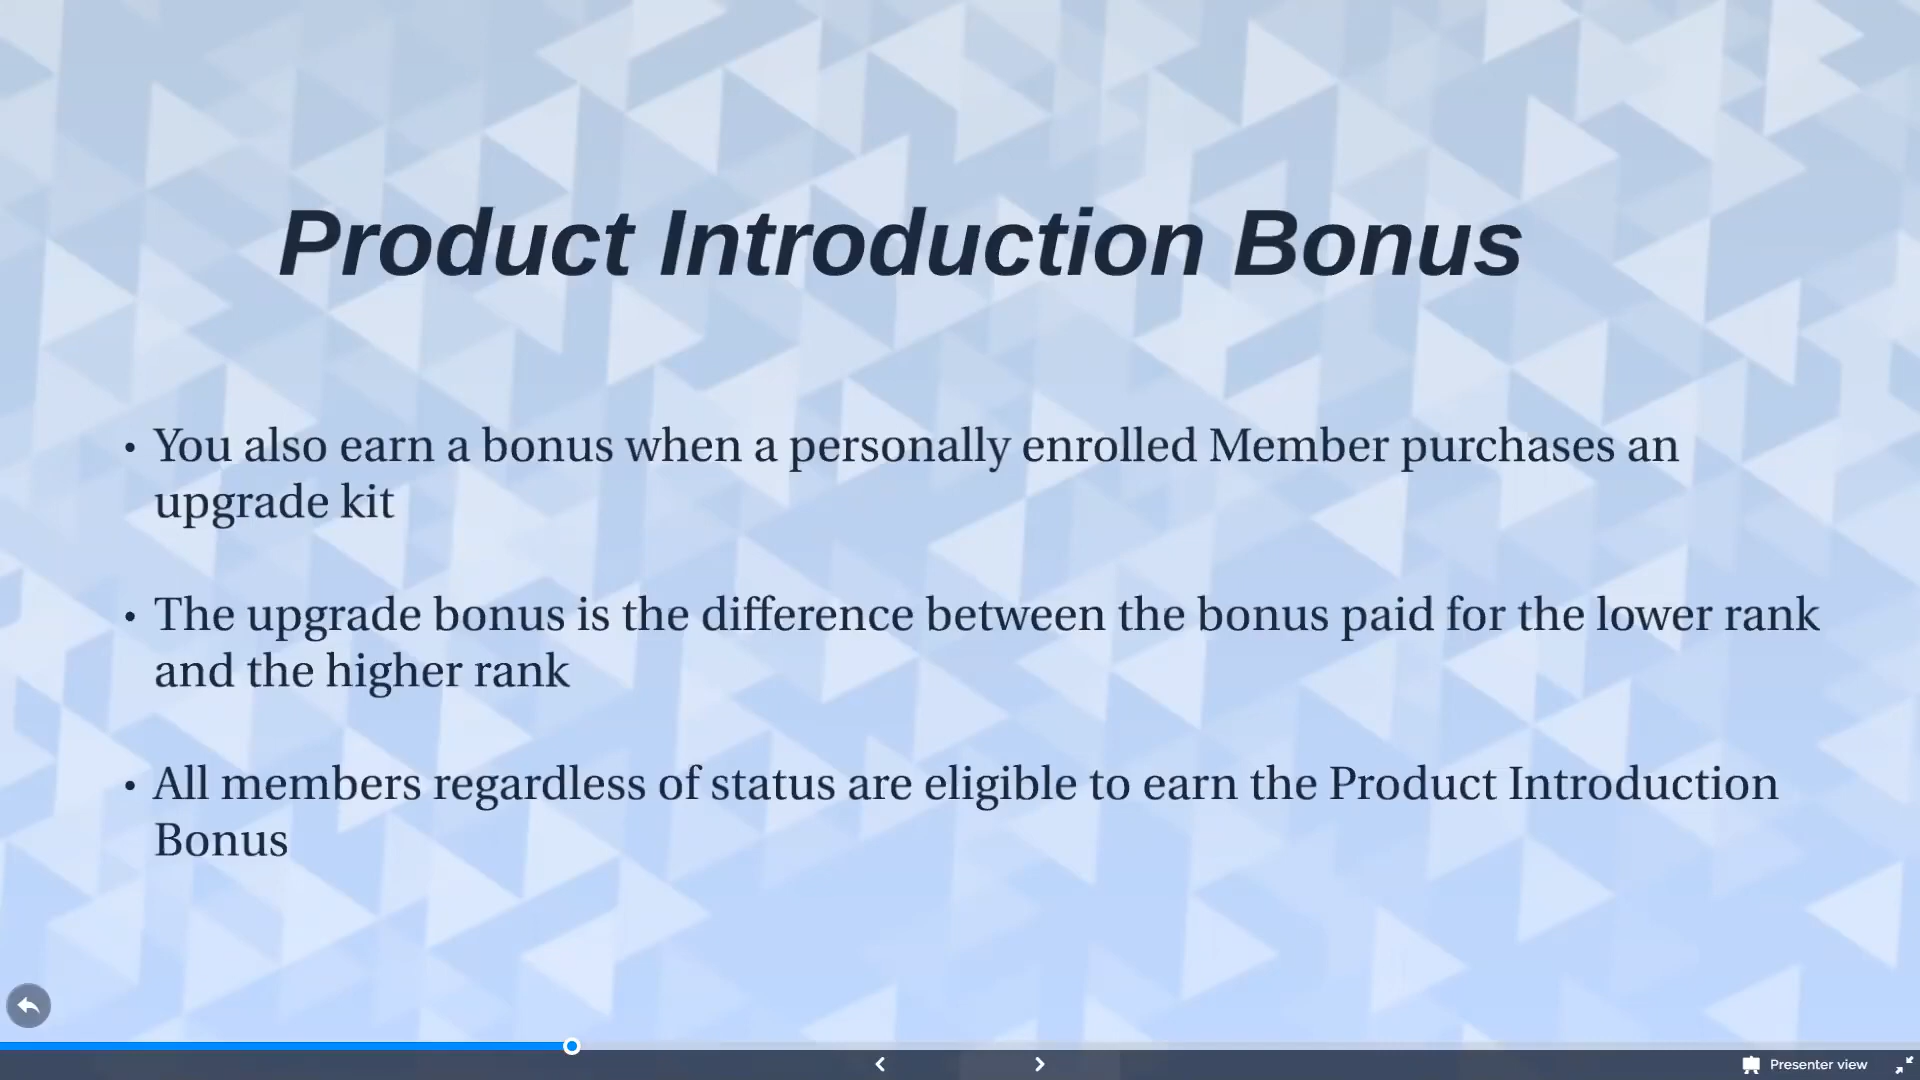 Product Introduction Bonus
• You also earn a bonus when a personally enrolled Member purchases an
upgrade kit
• The upgrade bonus is the difference between the bonus paid for the lower rank
and the higher rank
• All members regardless of status are eligible to earn the Product Introduction
Bonus
Presenter view